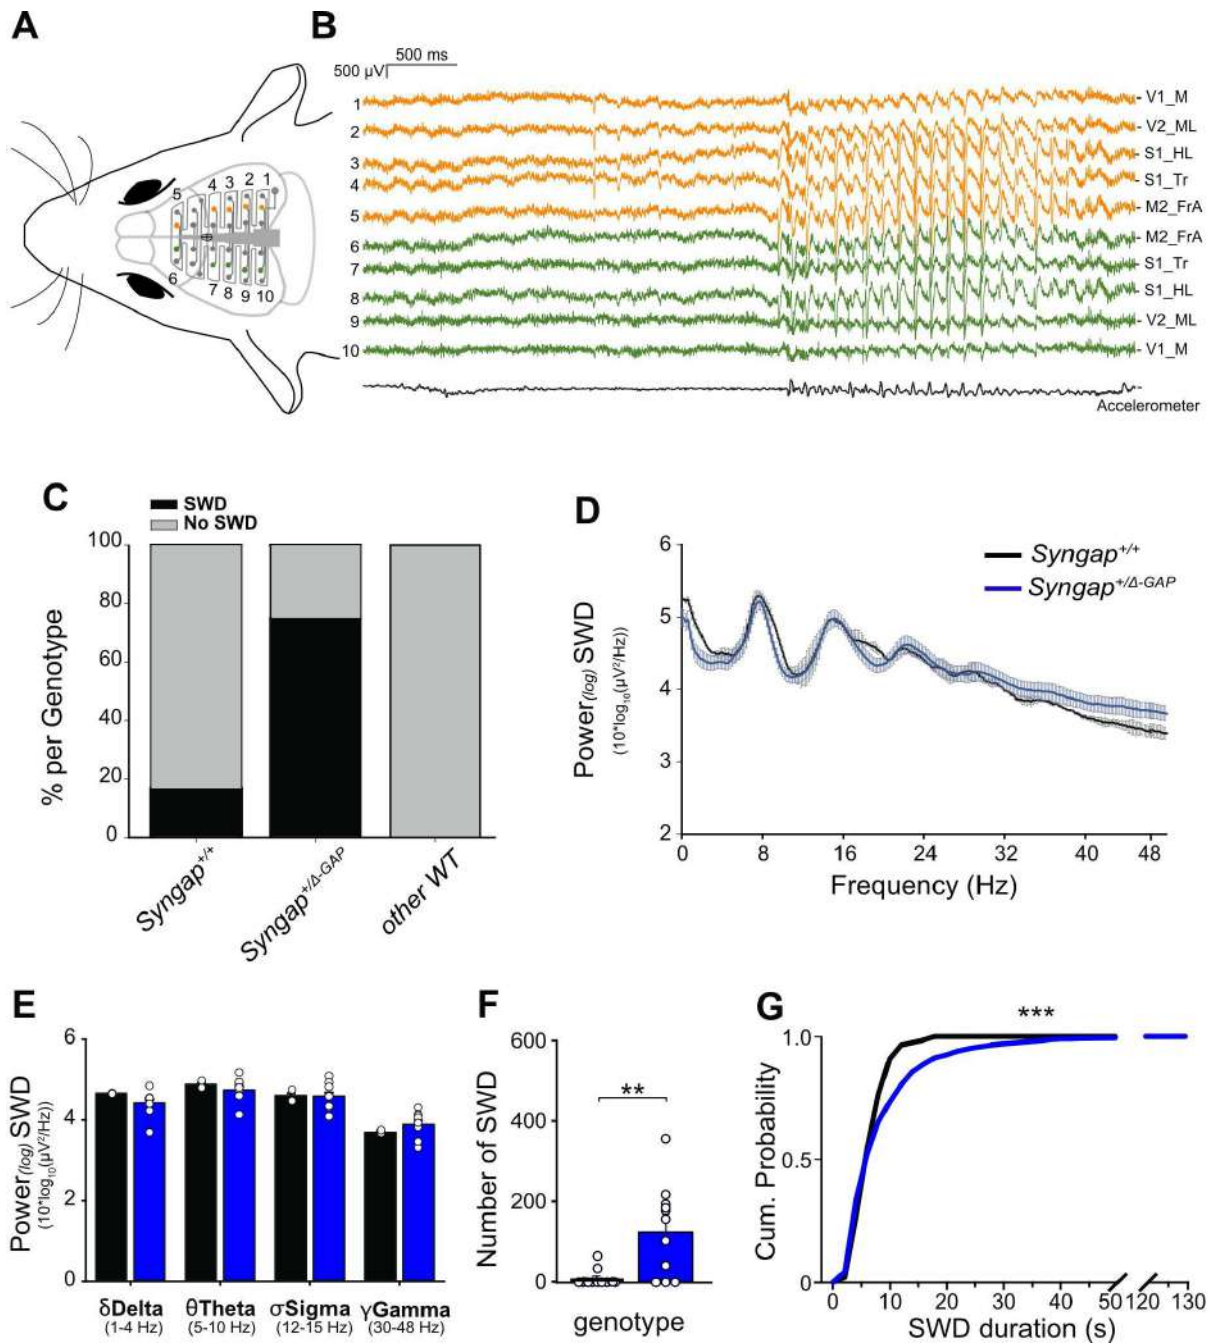 A
5 4 3 2 1
6 7 8 9 10
B
500 ms
500 µV
1 - V1_M
2 - V2_ML
3 S1_HL
4 - S1_Tr
5 - M2_FrA
6 - M2_FrA
7 - S1_Tr
8 S1_HL
9 - V2_ML
10 - V1_M
Accelerometer
C
SWD
No SWD
% per Genotype
100
80
60
40
20
0
Syngap+/+
Syngap+/Δ-GAP
other WT
D
Syngap+/+
Syngap+/Δ-GAP
Power(log) SWD
(10*log10(µV²/Hz))
6
5
4
3
2
0 8 16 24 32 40 48
Frequency (Hz)
E
Power(log) SWD
(10*log10(µV²/Hz))
6
4
2
0
δDelta θTheta σSigma γGamma
(1-4 Hz) (5-10 Hz) (12-15 Hz) (30-48 Hz)
F
Number of SWD
600
400
200
0
**
genotype
G
***
Cum. Probability
1.0
0.5
0
0 10 20 30 40 50 120 130
SWD duration (s)